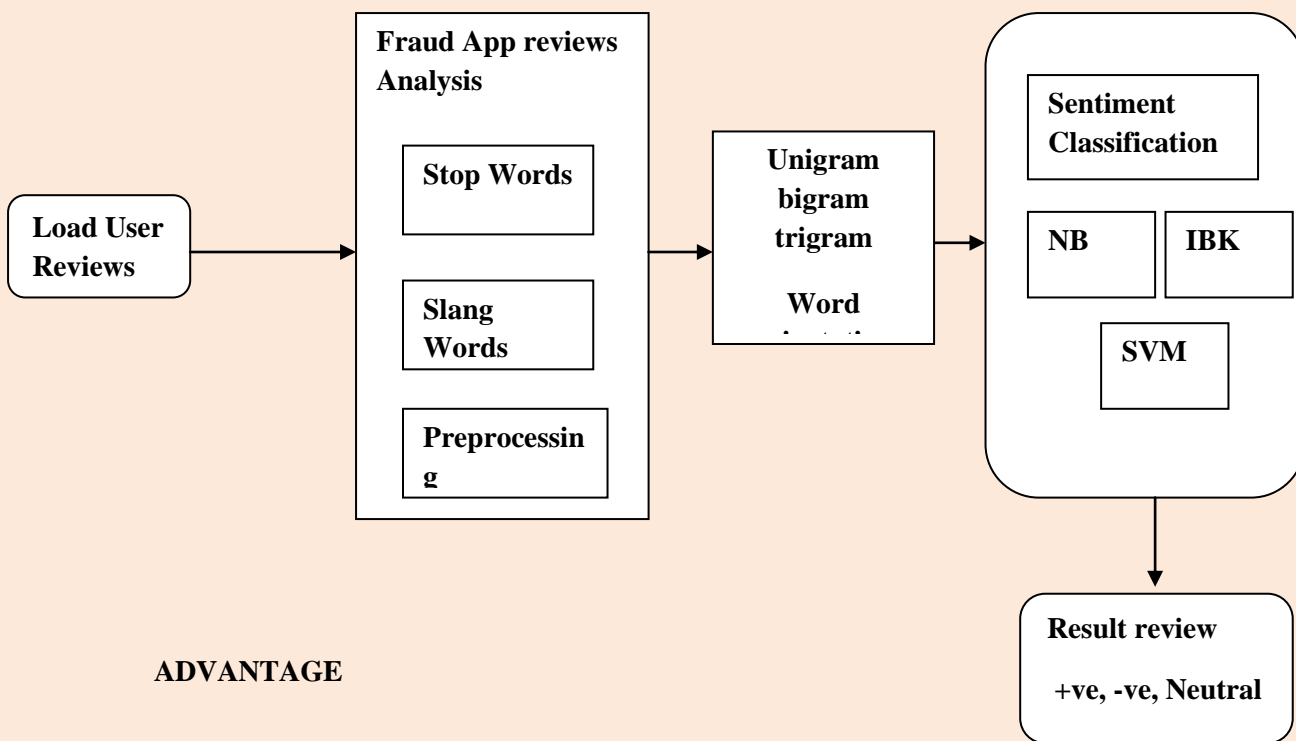 Load User
Reviews
Fraud App reviews
Analysis
Stop Words
Slang
Words
Preprocessin
g
Unigram
bigram
trigram
Word
Sentiment
Classification
NB
IBK
SVM
Result review
+ve, -ve, Neutral
ADVANTAGE